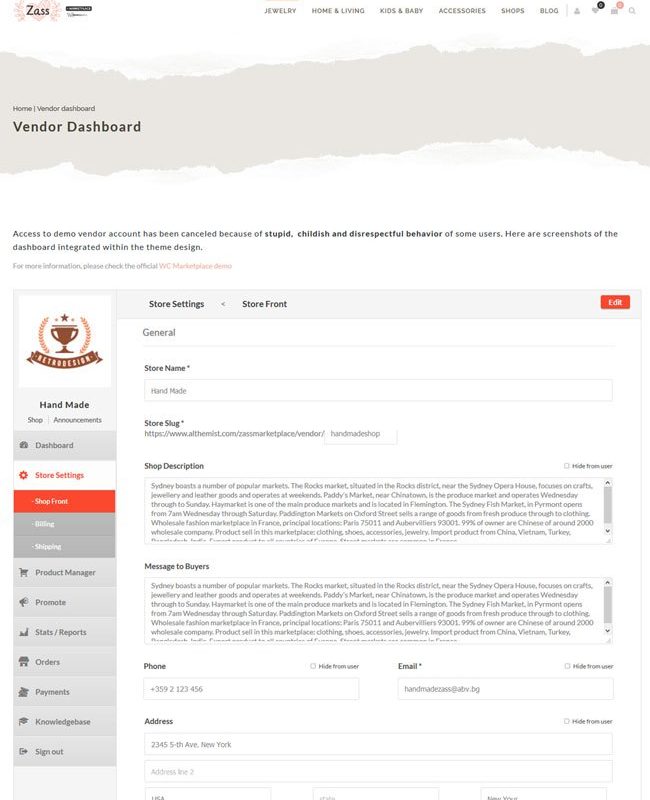 Zass
MARKETPLACE
JEWELRY HOME & LIVING KIDS & BABY ACCESSORIES SHOPS BLOG 0 0
Home | Vendor dashboard
Vendor Dashboard
Access to demo vendor account has been canceled because of stupid, childish and disrespectful behavior of some users. Here are screenshots of the
dashboard integrated within the theme design.
For more information, please check the official WC Marketplace demo
RETRODESIGN
Hand Made
Shop Announcements
Dashboard
Store Settings
- Shop Front
- Billing
- Shipping
Product Manager
Promote
Stats / Reports
Orders
Payments
Knowledgebase
Sign out
Store Settings < Store Front Edit
General
Store Name *
Hand Made
Store Slug *
https://www.althemist.com/zassmarketplace/vendor/ handmadeshop
Shop Description Hide from user
Sydney boasts a number of popular markets. The Rocks market, situated in the Rocks district, near the Sydney Opera House, focuses on crafts,
jewellery and leather goods and operates at weekends. Paddy's Market, near Chinatown, is the produce market and operates Wednesday
through to Sunday. Haymarket is one of the main produce markets and is located in Flemington. The Sydney Fish Market, in Pyrmont opens
from 7am Wednesday through Saturday. Paddington Markets on Oxford Street sells a range of goods from fresh produce through to clothing.
Wholesale fashion marketplace in France, principal locations: Paris 75011 and Aubervilliers 93001. 99% of owner are Chinese of around 2000
wholesale company. Product sell in this marketplace: clothing, shoes, accessories, jewelry. Import product from China, Vietnam, Turkey,
Message to Buyers
Sydney boasts a number of popular markets. The Rocks market, situated in the Rocks district, near the Sydney Opera House, focuses on crafts,
jewellery and leather goods and operates at weekends. Paddy's Market, near Chinatown, is the produce market and operates Wednesday
through to Sunday. Haymarket is one of the main produce markets and is located in Flemington. The Sydney Fish Market, in Pyrmont opens
from 7am Wednesday through Saturday. Paddington Markets on Oxford Street sells a range of goods from fresh produce through to clothing.
Wholesale fashion marketplace in France, principal locations: Paris 75011 and Aubervilliers 93001. 99% of owner are Chinese of around 2000
wholesale company. Product sell in this marketplace: clothing, shoes, accessories, jewelry. Import product from China, Vietnam, Turkey,
Phone Hide from user Email * Hide from user
+359 2 123 456 handmadezass@abv.bg
Address Hide from user
2345 5-th Ave, New York
Address line 2
USA state New Your